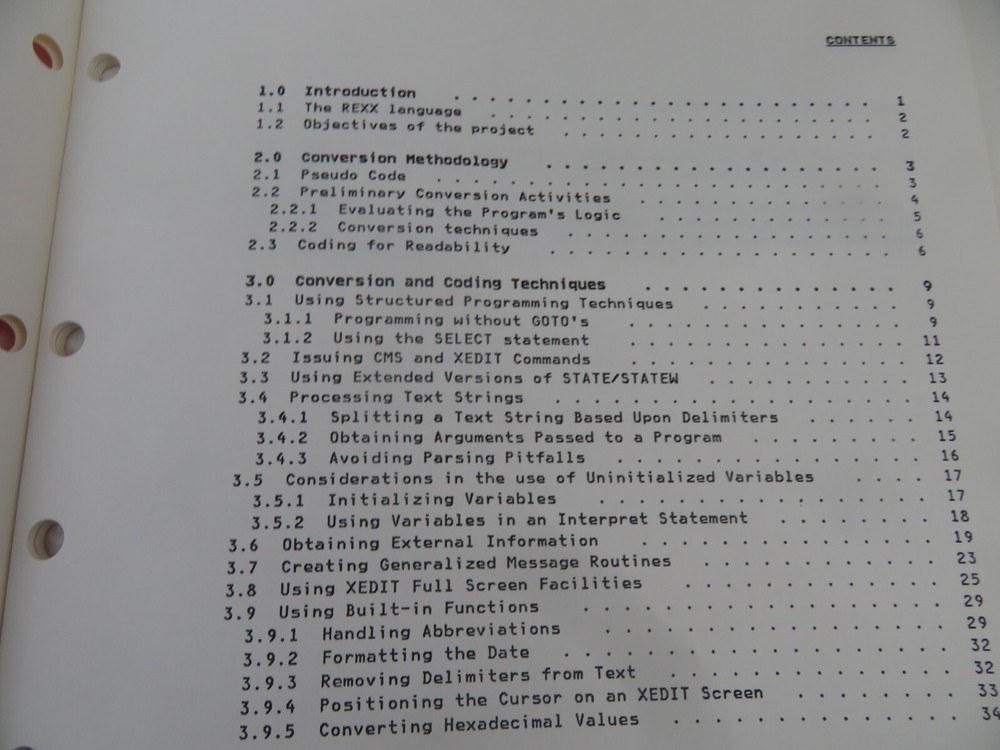 CONTENTS
1.0 Introduction . . . . . . . . . . . . . . . . . . . . . . . . 1
1.1 The REXX language . . . . . . . . . . . . . . . . . . . . . . 2
1.2 Objectives of the project . . . . . . . . . . . . . . . . . . 2
2.0 Conversion Methodology . . . . . . . . . . . . . . . . . . . 3
2.1 Pseudo Code . . . . . . . . . . . . . . . . . . . . . . . . . 3
2.2 Preliminary Conversion Activities . . . . . . . . . . . . . . 4
2.2.1 Evaluating the Program's Logic . . . . . . . . . . . . . . 5
2.2.2 Conversion techniques . . . . . . . . . . . . . . . . . . 6
2.3 Coding for Readability . . . . . . . . . . . . . . . . . . . 6
3.0 Conversion and Coding Techniques . . . . . . . . . . . . . . 9
3.1 Using Structured Programming Techniques . . . . . . . . . . . 9
3.1.1 Programming without GOTO's . . . . . . . . . . . . . . . . 9
3.1.2 Using the SELECT statement . . . . . . . . . . . . . . . . 11
3.2 Issuing CMS and XEDIT Commands . . . . . . . . . . . . . . . 12
3.3 Using Extended Versions of STATE/STATEW . . . . . . . . . . . 13
3.4 Processing Text Strings . . . . . . . . . . . . . . . . . . . 14
3.4.1 Splitting a Text String Based Upon Delimiters . . . . . . 14
3.4.2 Obtaining Arguments Passed to a Program . . . . . . . . . 15
3.4.3 Avoiding Parsing Pitfalls . . . . . . . . . . . . . . . . 16
3.5 Considerations in the use of Uninitialized Variables . . . . 17
3.5.1 Initializing Variables . . . . . . . . . . . . . . . . . . 17
3.5.2 Using Variables in an Interpret Statement . . . . . . . . 18
3.6 Obtaining External Information . . . . . . . . . . . . . . . 19
3.7 Creating Generalized Message Routines . . . . . . . . . . . . 23
3.8 Using XEDIT Full Screen Facilities . . . . . . . . . . . . . 25
3.9 Using Built-in Functions . . . . . . . . . . . . . . . . . . 29
3.9.1 Handling Abbreviations . . . . . . . . . . . . . . . . . . 29
3.9.2 Formatting the Date . . . . . . . . . . . . . . . . . . . 32
3.9.3 Removing Delimiters from Text . . . . . . . . . . . . . . 32
3.9.4 Positioning the Cursor on an XEDIT Screen . . . . . . . . 33
3.9.5 Converting Hexadecimal Values . . . . . . . . . . . . . . 34